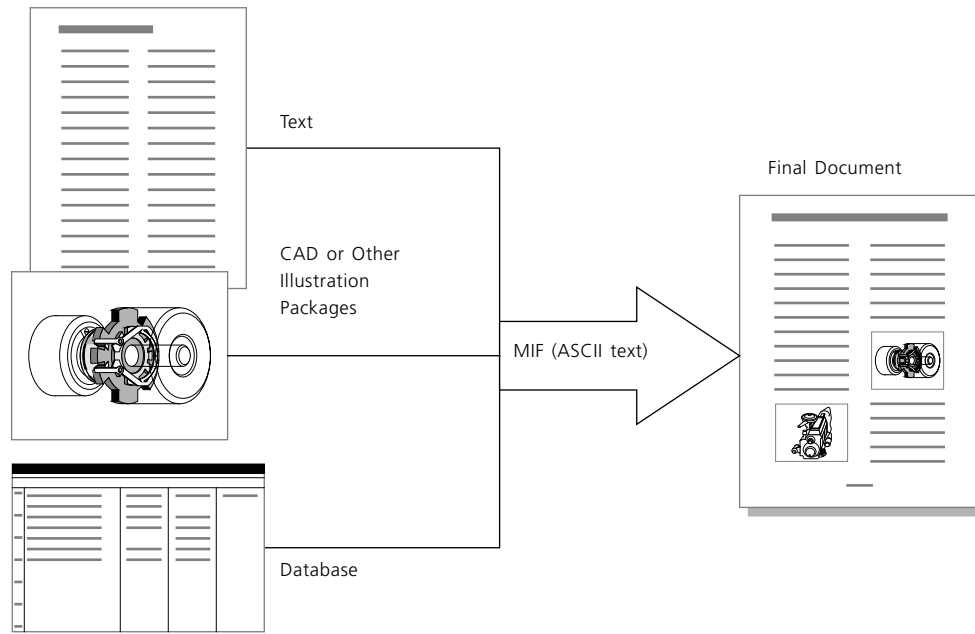 Text
CAD or Other
Illustration
Packages
Database
MIF (ASCII text)
Final Document